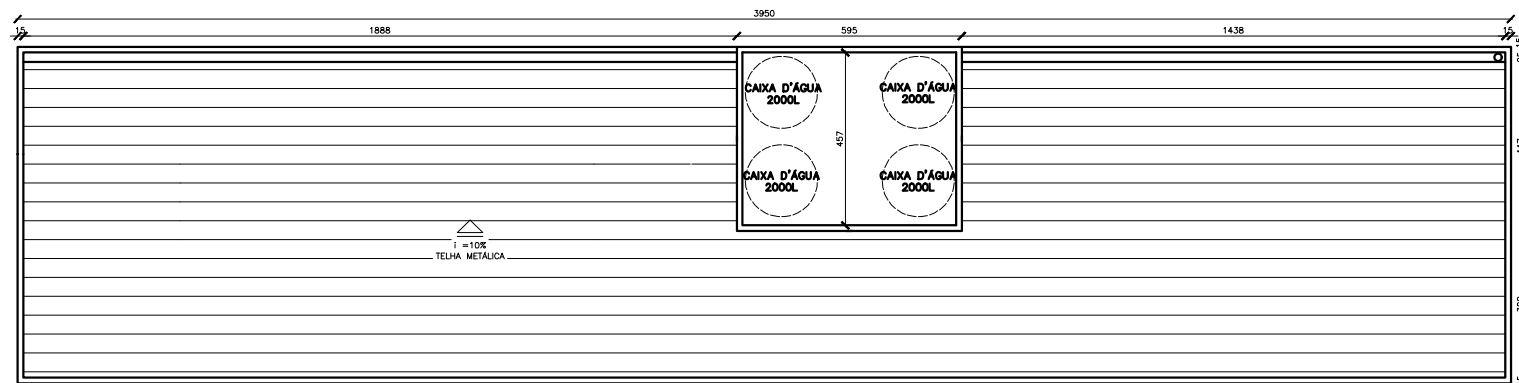 3950
15 1888 595 1438 15
CAIXA D'ÁGUA
2000L
CAIXA D'ÁGUA
2000L
457
CAIXA D'ÁGUA
2000L
CAIXA D'ÁGUA
2000L
i =10%
TELHA METÁLICA